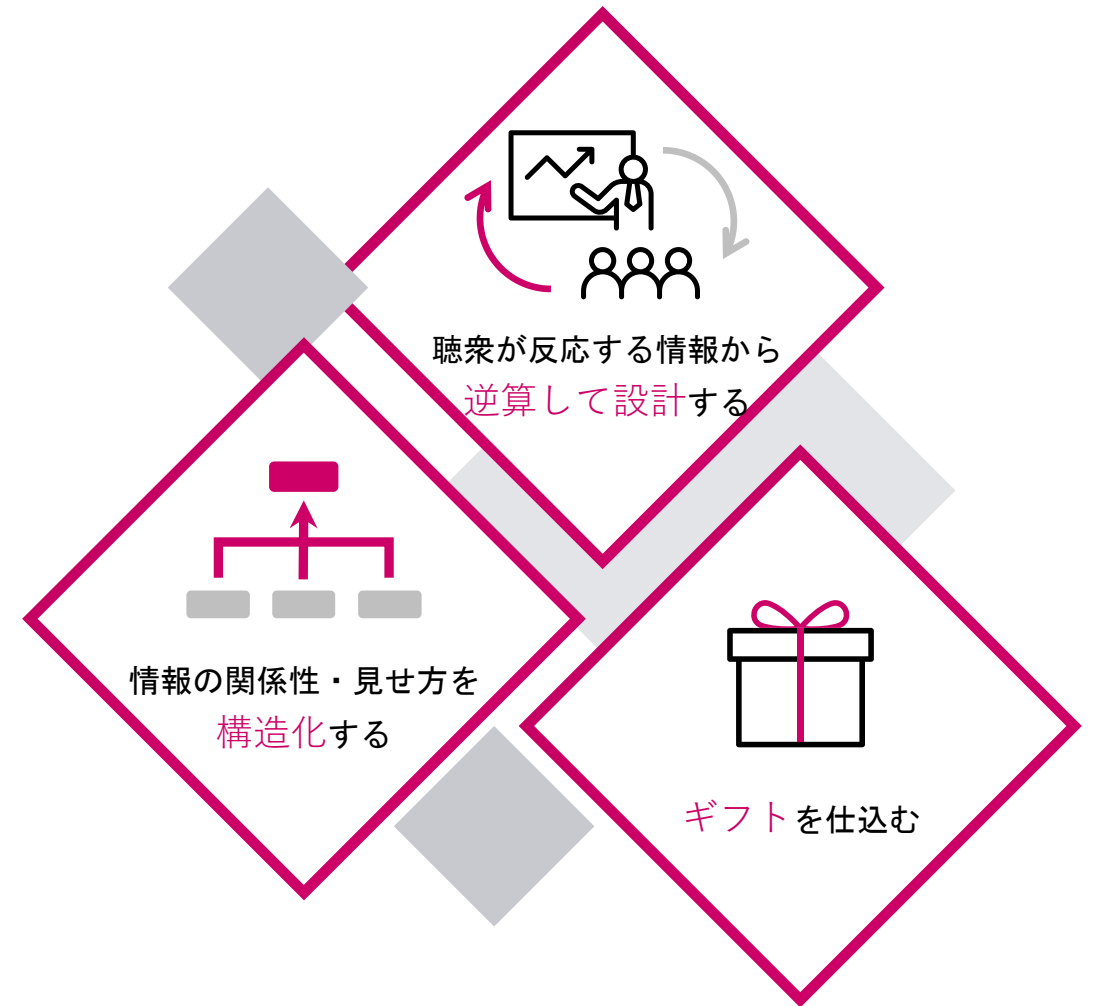 聴衆が反応する情報から
逆算して設計する
情報の関係性・見せ方を
構造化する
ギフトを仕込む